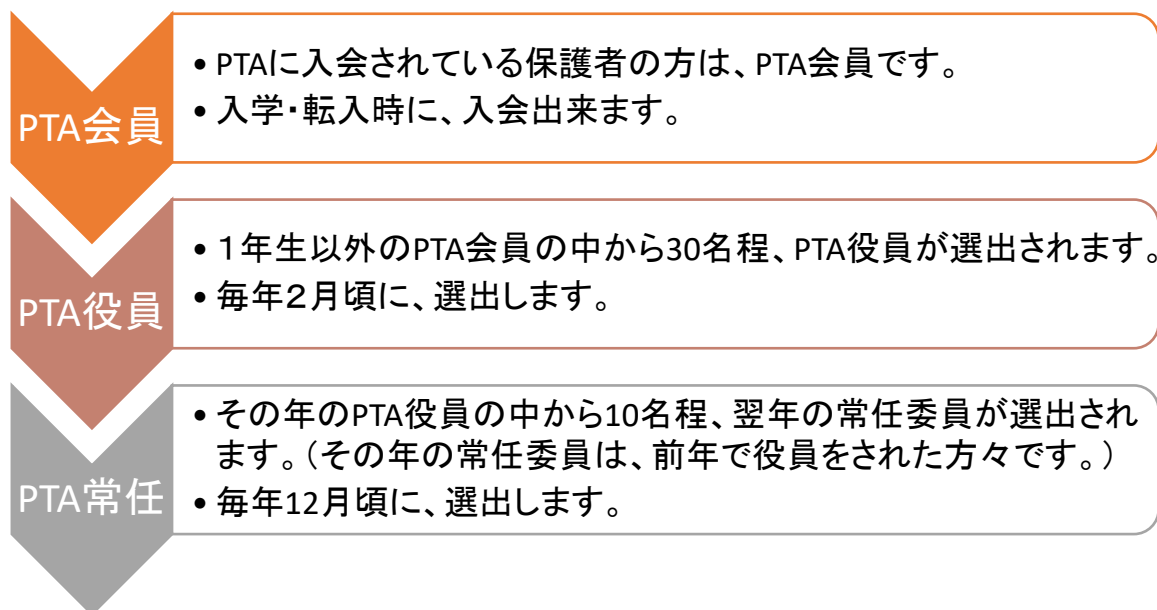 PTA会員
• PTAに入会されている保護者の方は、PTA会員です。
• 入学・転入時に、入会出来ます。
PTA役員
• １年生以外のPTA会員の中から30名程、PTA役員が選出されます。
• 毎年２月頃に、選出します。
PTA常任
• その年のPTA役員の中から10名程、翌年の常任委員が選出され
ます。（その年の常任委員は、前年で役員をされた方々です。）
• 毎年12月頃に、選出します。